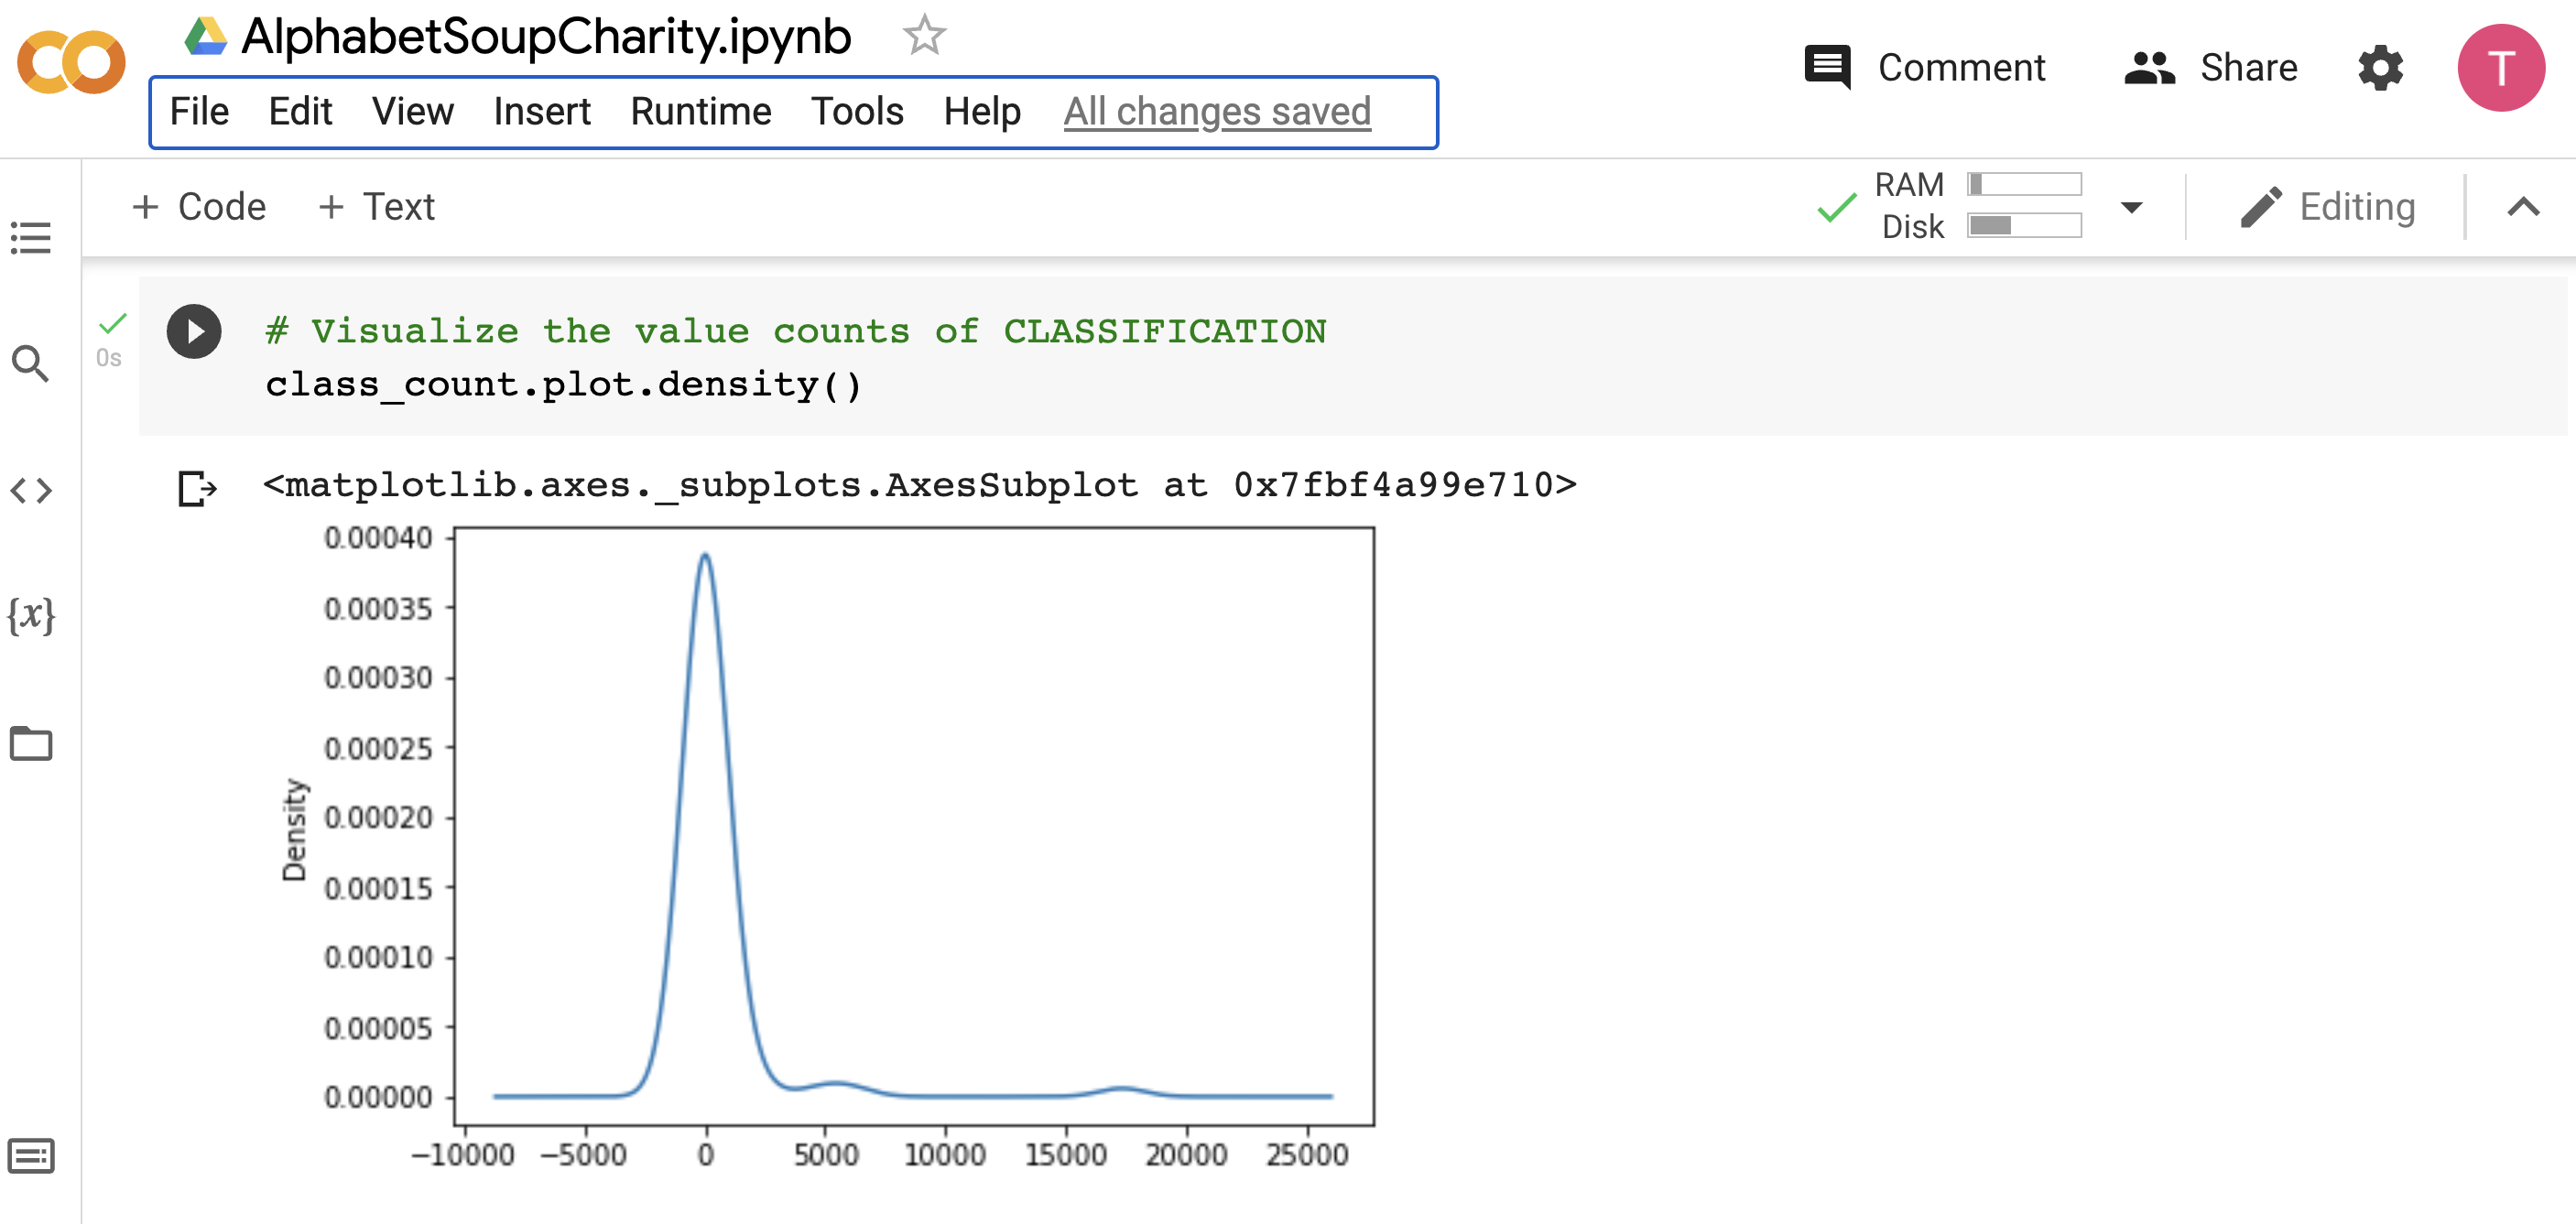 AlphabetSoupCharity.ipynb
File Edit View Insert Runtime Tools Help All changes saved
Comment Share T
+ Code + Text
RAM
Disk
Editing
0s
# Visualize the value counts of CLASSIFICATION
class_count.plot.density()
<matplotlib.axes._subplots.AxesSubplot at 0x7fbf4a99e710>
{x}
0.00040
0.00035
0.00030
0.00025
0.00020
0.00015
0.00010
0.00005
0.00000
Density
−10000 −5000 0 5000 10000 15000 20000 25000